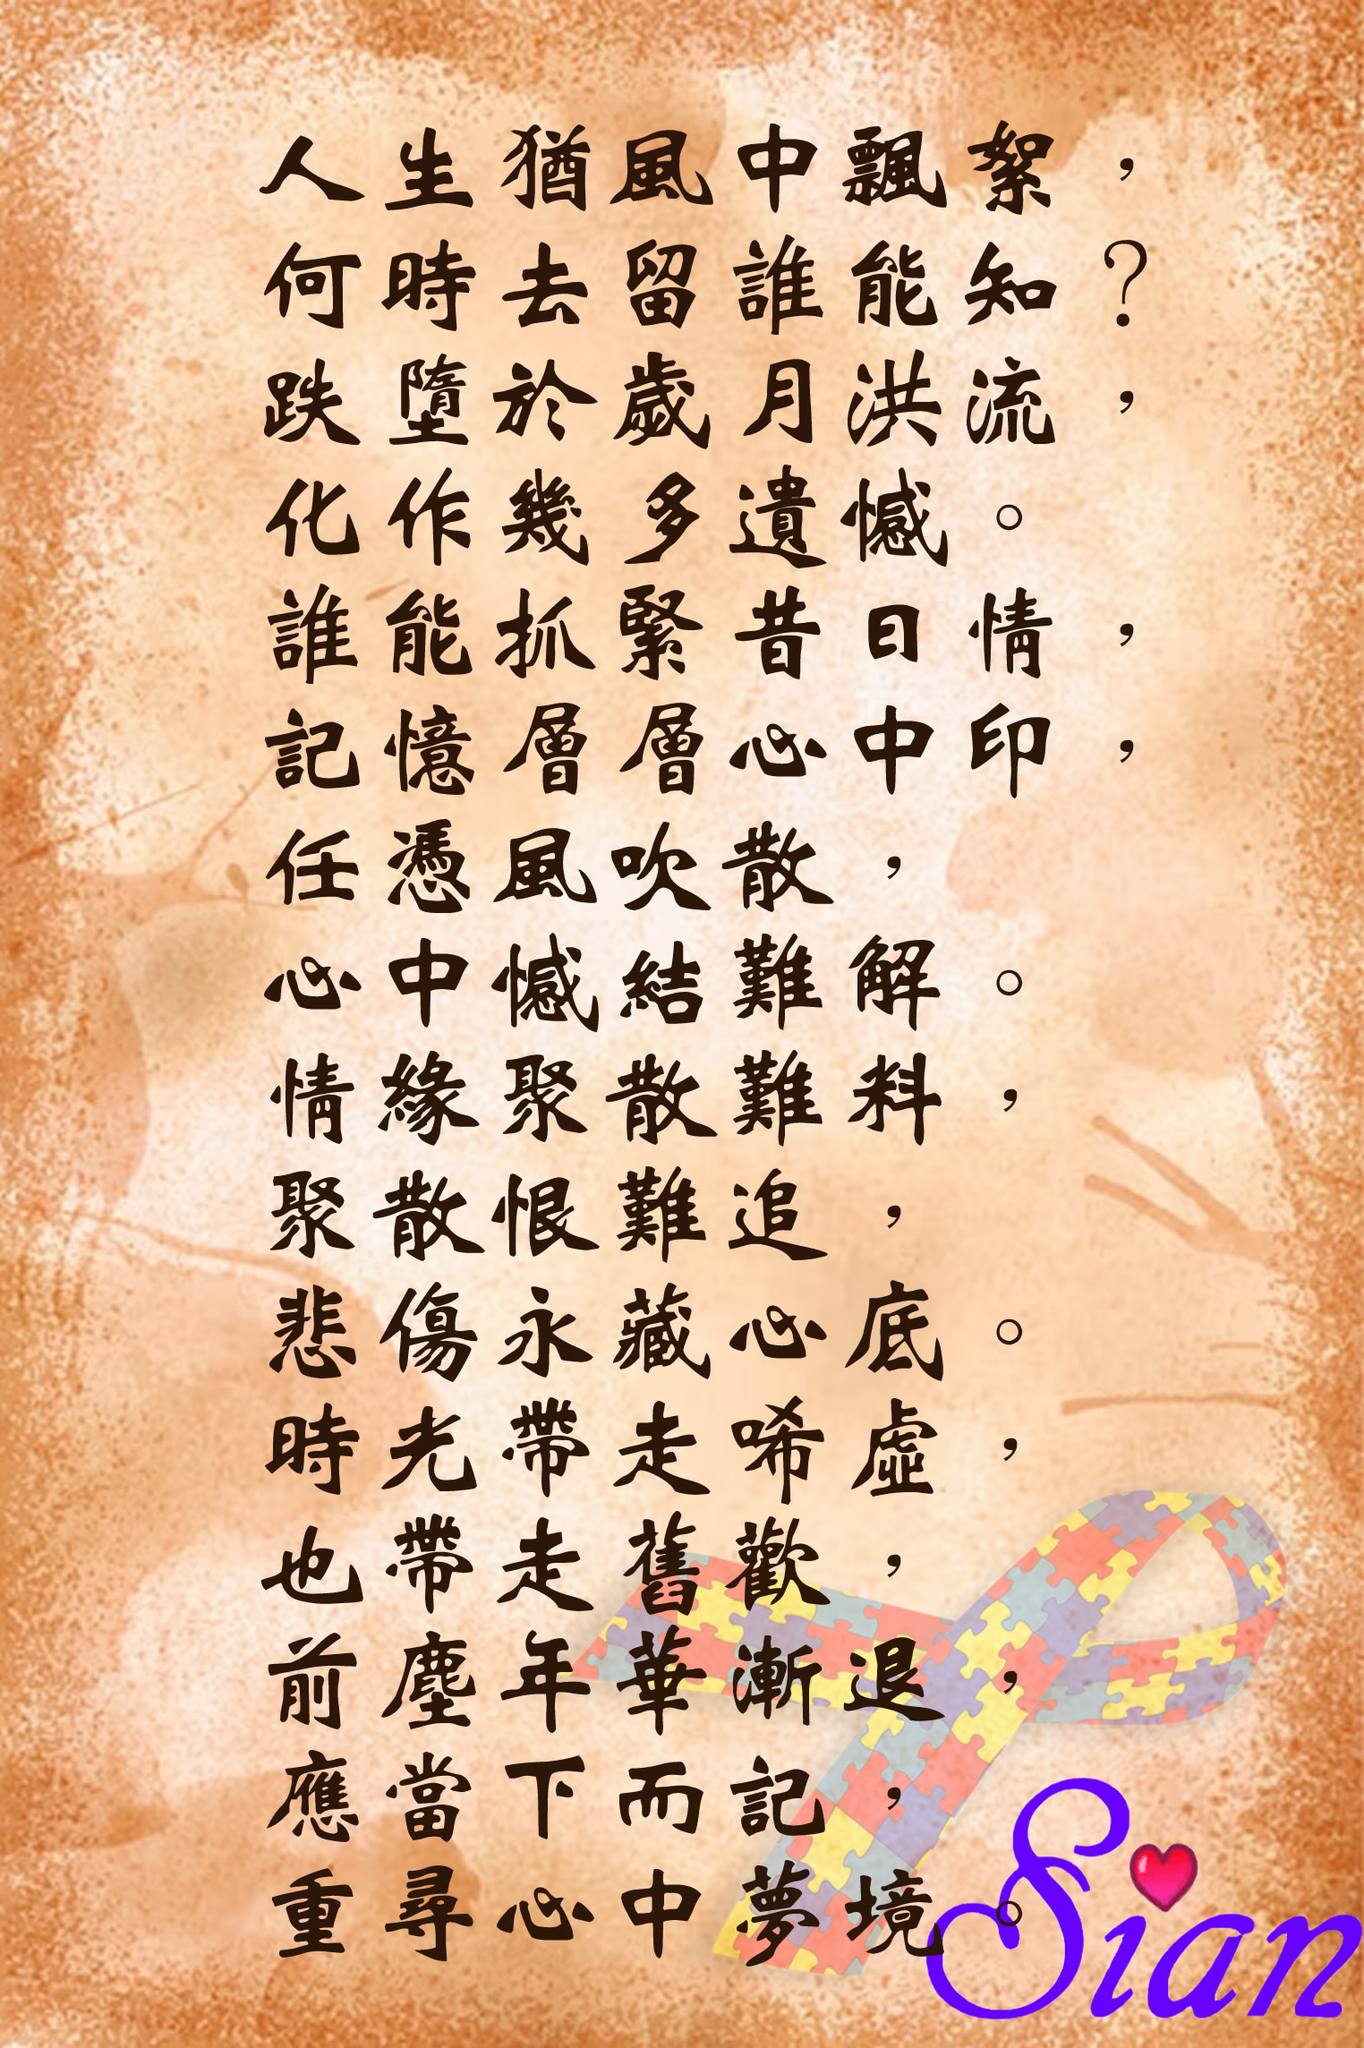 人生猶風中飄絮，
何時去留誰能知？
跌墮於歲月洪流，
化作幾多遺憾。
誰能抓緊昔日情，
記憶層層心中印，
任憑風吹散，
心中憾結難解。
情緣聚散難料，
聚散恨難追，
悲傷永藏心底。
時光帶走唏虛，
也帶走舊歡，
前塵年華漸退，
應當下而記，
重尋心中夢境。
Sian